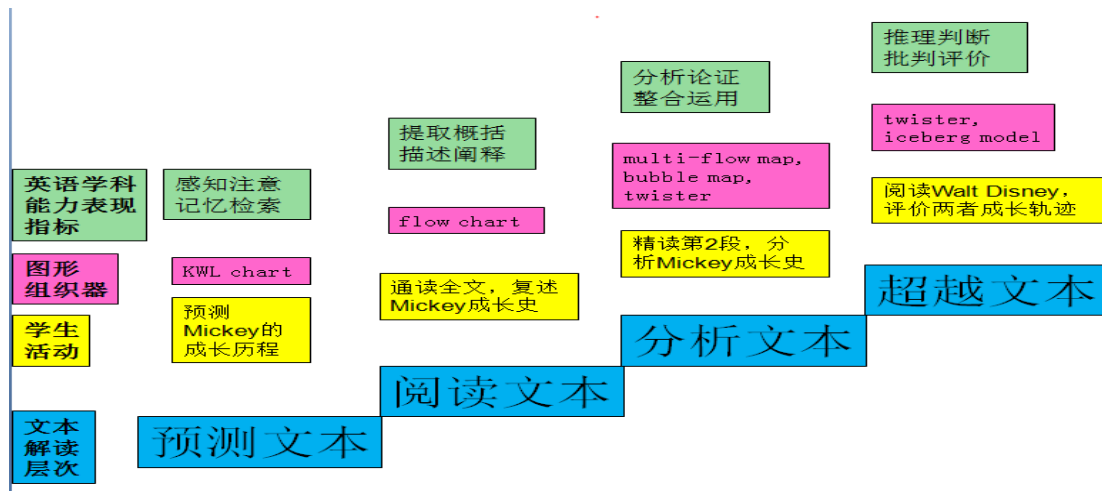 英语学科
能力表现
指标
图形
组织器
学生
活动
文本
解读
层次
感知注意
记忆检索
KWL chart
预测
Mickey的
成长历程
预测文本
提取概括
描述阐释
flow chart
通读全文，复述
Mickey成长史
阅读文本
分析论证
整合运用
multi-flow map,
bubble map,
twister
精读第2段，分
析Mickey成长史
分析文本
推理判断
批判评价
twister,
iceberg model
阅读Walt Disney，
评价两者成长轨迹
超越文本